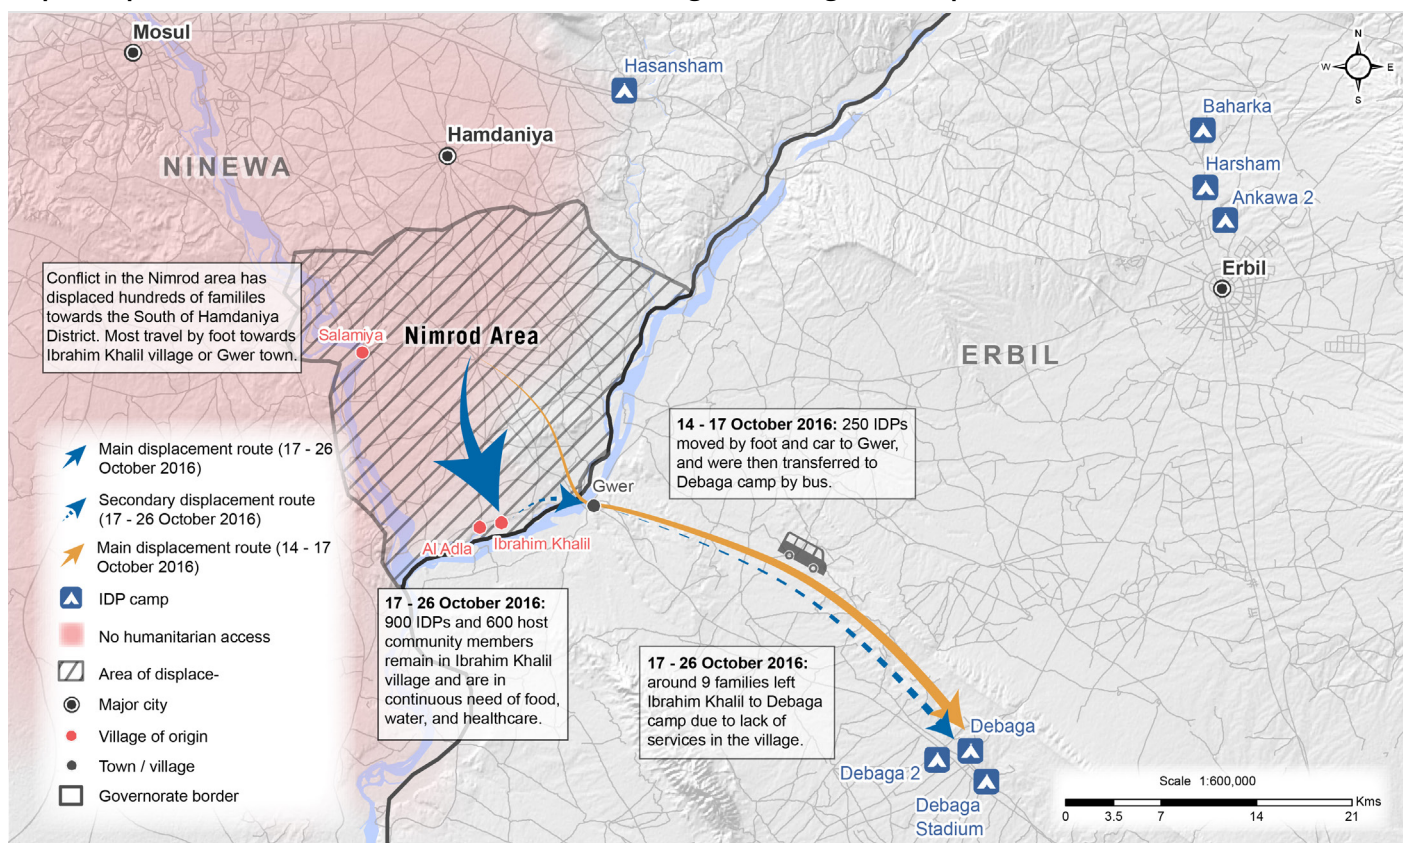 Mosul
Hasansham
N
W
E
S
Baharka
Hamdaniya
NINEWA
Harsham
Ankawa 2
Erbil
Conflict in the Nimrod area has
displaced hundreds of famililes
towards the South of Hamdaniya
District. Most travel by foot towards
Ibrahim Khalil village or Gwer town.
Salamiya
Nimrod Area
ERBIL
14 - 17 October 2016: 250 IDPs
moved by foot and car to Gwer,
and were then transferred to
Debaga camp by bus.
Gwer
Al Adla
Ibrahim Khalil
Main displacement route (17 - 26
October 2016)
Secondary displacement route
(17 - 26 October 2016)
Main displacement route (14 - 17
October 2016)
IDP camp
No humanitarian access
Area of displace-
Major city
Village of origin
Town / village
Governorate border
17 - 26 October 2016:
900 IDPs and 600 host
community members
remain in Ibrahim Khalil
village and are in
continuous need of food,
water, and healthcare.
17 - 26 October 2016:
around 9 families left
Ibrahim Khalil to Debaga
camp due to lack of
services in the village.
Debaga
Debaga 2
Debaga
Stadium
Scale 1:600,000
Kms
0 3.5 7 14 21